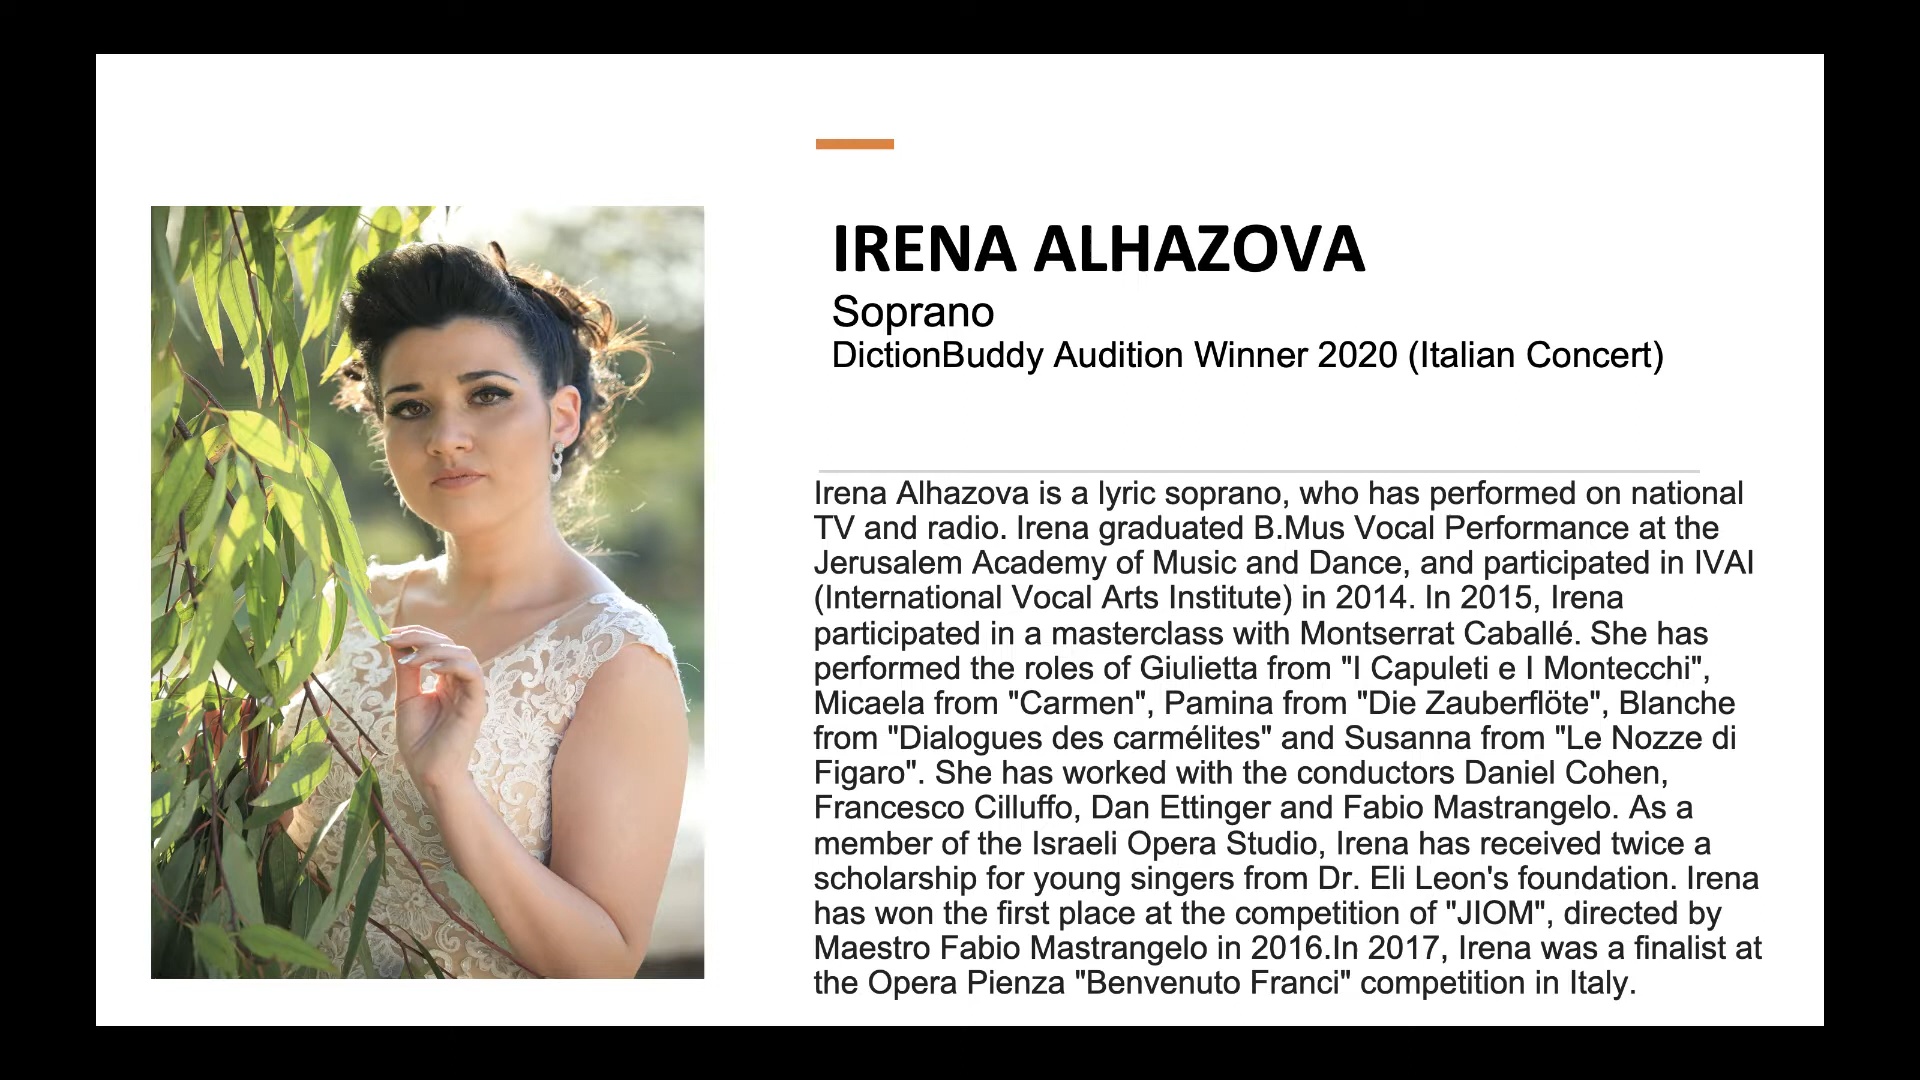 IRENA ALHAZOVA
Soprano
DictionBuddy Audition Winner 2020 (Italian Concert)
Irena Alhazova is a lyric soprano, who has performed on national
TV and radio. Irena graduated B.Mus Vocal Performance at the
Jerusalem Academy of Music and Dance, and participated in IVAI
(International Vocal Arts Institute) in 2014. In 2015, Irena
participated in a masterclass with Montserrat Caballé. She has
performed the roles of Giulietta from "I Capuleti e I Montecchi",
Micaela from "Carmen", Pamina from "Die Zauberflöte", Blanche
from "Dialogues des carmélites" and Susanna from "Le Nozze di
Figaro". She has worked with the conductors Daniel Cohen,
Francesco Cilluffo, Dan Ettinger and Fabio Mastrangelo. As a
member of the Israeli Opera Studio, Irena has received twice a
scholarship for young singers from Dr. Eli Leon's foundation. Irena
has won the first place at the competition of "JIOM", directed by
Maestro Fabio Mastrangelo in 2016.In 2017, Irena was a finalist at
the Opera Pienza "Benvenuto Franci" competition in Italy.